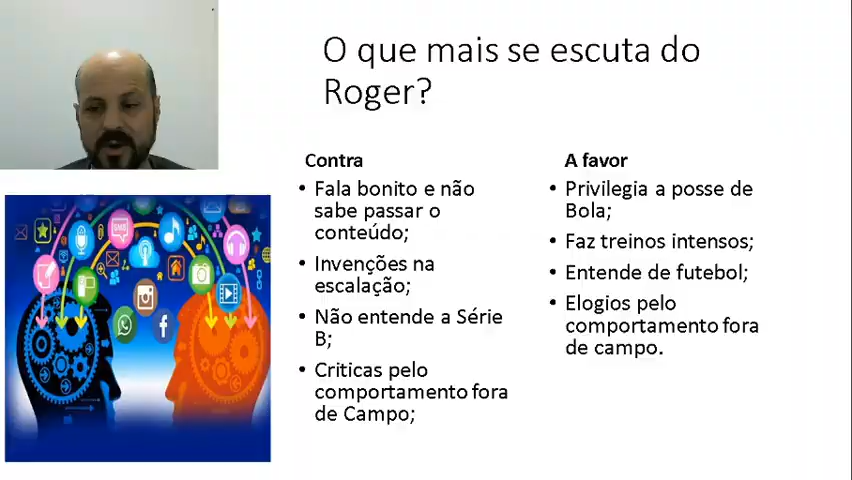 O que mais se escuta do
Roger?
Contra
• Fala bonito e não
sabe passar o
conteúdo;
• Invenções na
escalação;
• Não entende a Série
B;
• Criticas pelo
comportamento fora
de Campo;
A favor
• Privilegia a posse de
Bola;
• Faz treinos intensos;
• Entende de futebol;
• Elogios pelo
comportamento fora
de campo.
SMS